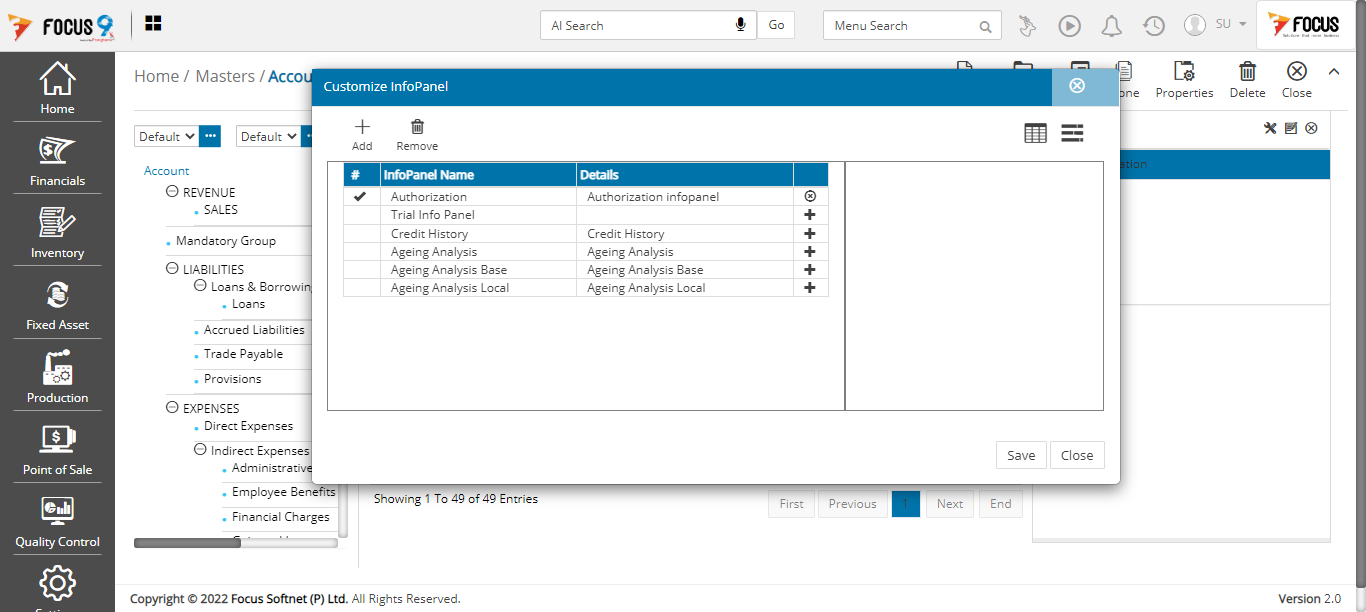 FOCUS 9
AI Search
Go
Menu Search
SU
FOCUS
Home / Masters / Accou
one
Properties
Delete
Close
Home
Financials
Inventory
Fixed Asset
Production
Point of Sale
Quality Control
Default
Default
Account
REVENUE
SALES
Mandatory Group
LIABILITIES
Loans & Borrowin
Loans
Accrued Liabilities
Trade Payable
Provisions
EXPENSES
Direct Expenses
Indirect Expenses
Administrative
Employee Benefits
Financial Charges
Customize InfoPanel
Add
Remove
# InfoPanel Name Details
Authorization Authorization infopanel
Trial Info Panel
Credit History Credit History
Ageing Analysis Ageing Analysis
Ageing Analysis Base Ageing Analysis Base
Ageing Analysis Local Ageing Analysis Local
Save
Close
ation
Showing 1 To 49 of 49 Entries
First
Previous
1
Next
End
Copyright © 2022 Focus Softnet (P) Ltd. All Rights Reserved.
Version 2.0